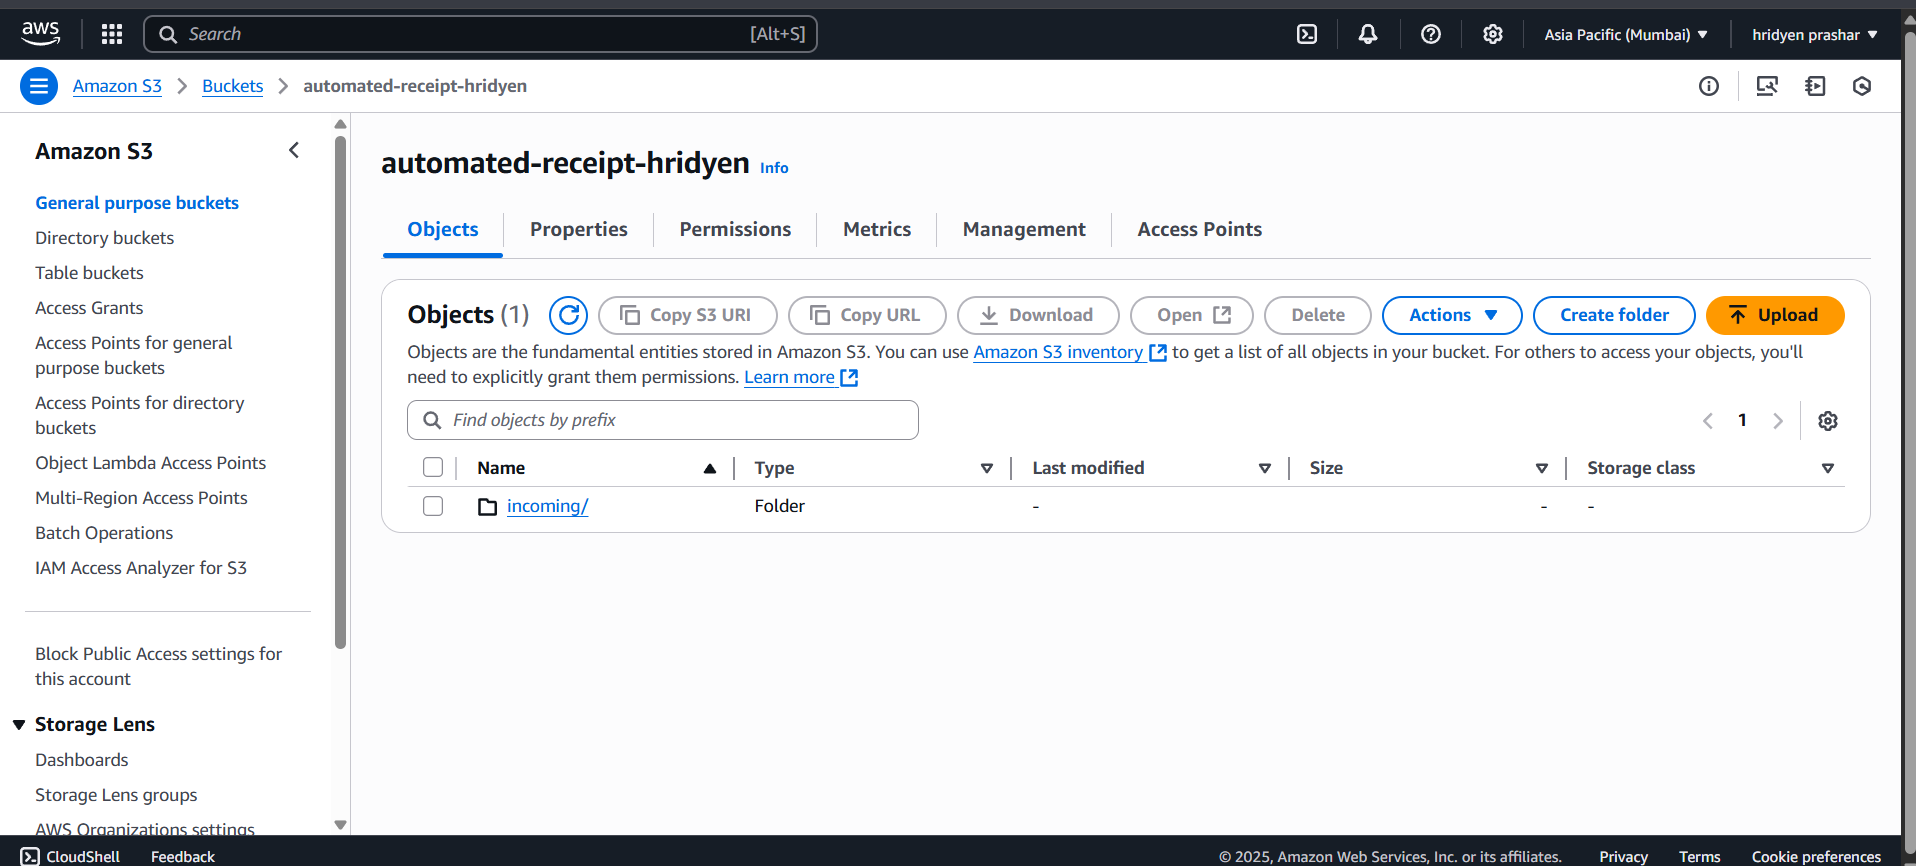 aws
Search [Alt+S]
Asia Pacific (Mumbai)
hridyen prashar
Amazon S3
Buckets
automated-receipt-hridyen
Amazon S3
General purpose buckets
Directory buckets
Table buckets
Access Grants
Access Points for general
purpose buckets
Access Points for directory
buckets
Object Lambda Access Points
Multi-Region Access Points
Batch Operations
IAM Access Analyzer for S3
Block Public Access settings for
this account
Storage Lens
Dashboards
Storage Lens groups
AWS Organizations settings
automated-receipt-hridyen Info
Objects
Properties
Permissions
Metrics
Management
Access Points
Objects (1)
Copy S3 URI
Copy URL
Download
Open
Delete
Actions
Create folder
Upload
Objects are the fundamental entities stored in Amazon S3. You can use Amazon S3 inventory to get a list of all objects in your bucket. For others to access your objects, you'll
need to explicitly grant them permissions. Learn more
Find objects by prefix
1
Name Type Last modified Size Storage class
incoming/ Folder - - -
CloudShell
Feedback
© 2025, Amazon Web Services, Inc. or its affiliates.
Privacy
Terms
Cookie preferences